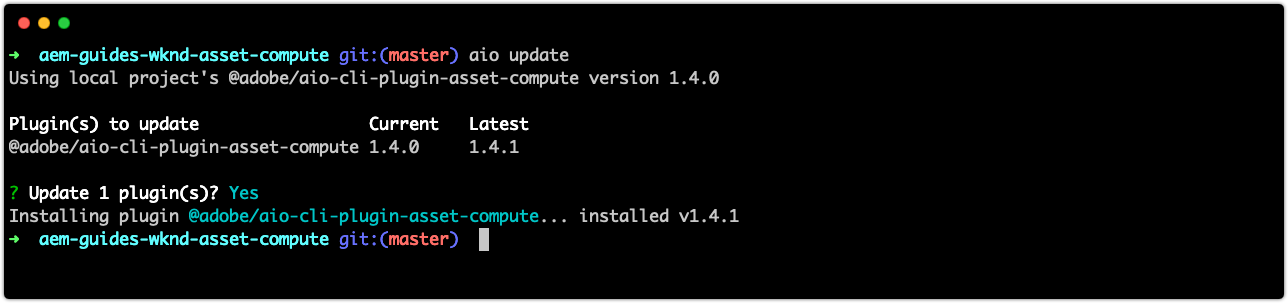 ➜ aem-guides-wknd-asset-compute git:(master) aio update
Using local project's @adobe/aio-cli-plugin-asset-compute version 1.4.0
Plugin(s) to update Current Latest
@adobe/aio-cli-plugin-asset-compute 1.4.0 1.4.1
? Update 1 plugin(s)? Yes
Installing plugin @adobe/aio-cli-plugin-asset-compute... installed v1.4.1
➜ aem-guides-wknd-asset-compute git:(master)